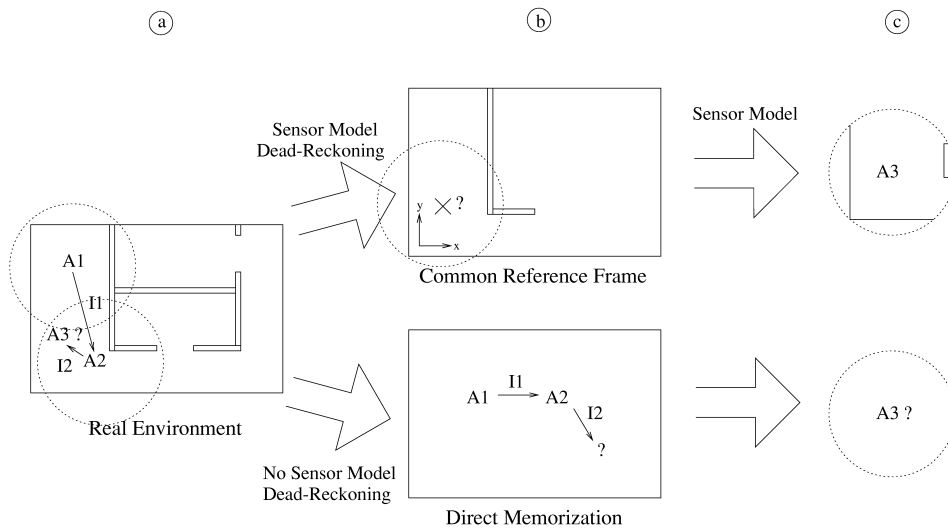 a
b
c
Sensor Model
Dead-Reckoning
Sensor Model
?
y
x
A3
Common Reference Frame
A1
I1
A3 ?
I2
A2
Real Environment
A1
I1
A2
I2
?
A3 ?
No Sensor Model
Dead-Reckoning
Direct Memorization